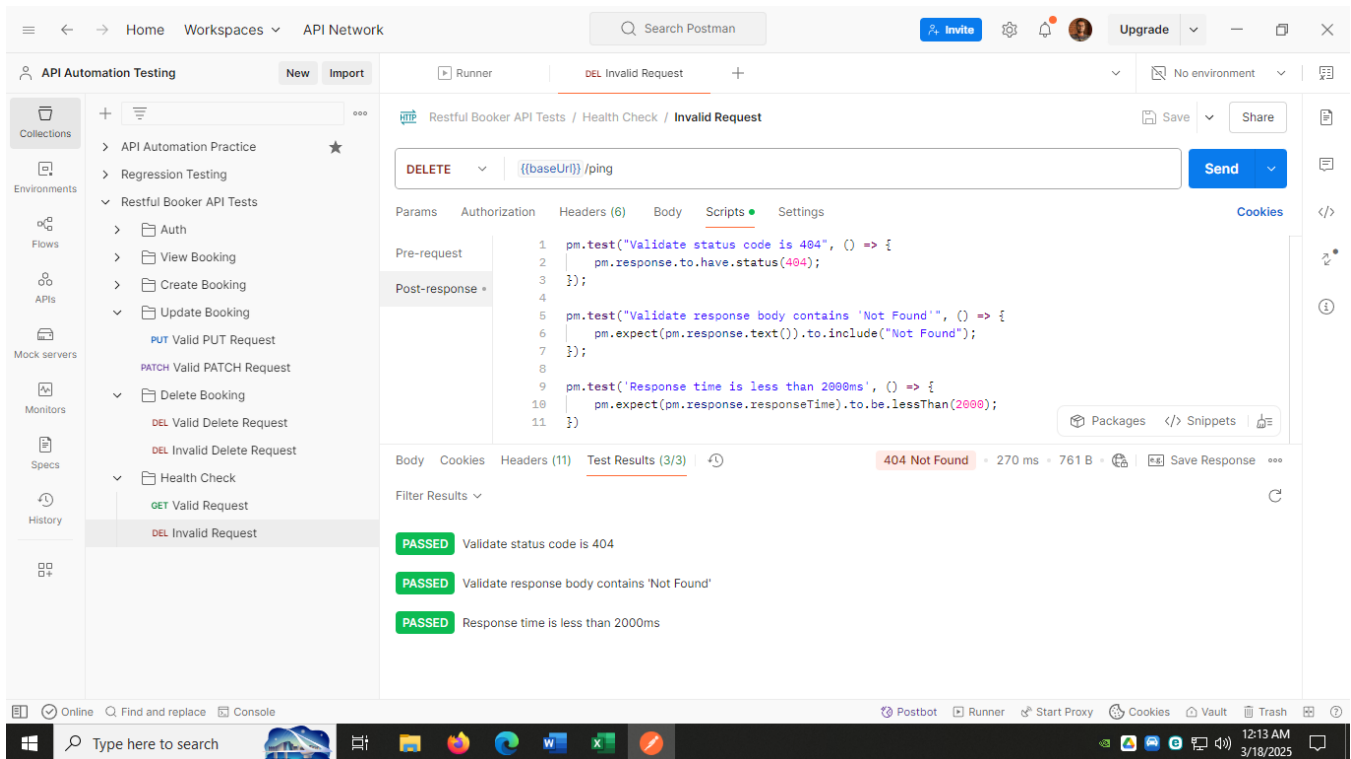 Home Workspaces API Network Search Postman Invite Upgrade
API Automation Testing New Import Runner DEL Invalid Request No environment
Collections
Environments
Flows
APIs
Mock servers
Monitors
Specs
History
API Automation Practice
Regression Testing
Restful Booker API Tests
Auth
View Booking
Create Booking
Update Booking
PUT Valid PUT Request
PATCH Valid PATCH Request
Delete Booking
DEL Valid Delete Request
DEL Invalid Delete Request
Health Check
GET Valid Request
DEL Invalid Request
HTTP Restful Booker API Tests / Health Check / Invalid Request Save Share
DELETE {{baseUrl}} /ping Send
Params Authorization Headers (6) Body Scripts Settings Cookies
Pre-request
Post-response
1 pm.test("Validate status code is 404", () => {
2 pm.response.to.have.status(404);
3 });
4
5 pm.test("Validate response body contains 'Not Found'", () => {
6 pm.expect(pm.response.text()).to.include("Not Found");
7 });
8
9 pm.test('Response time is less than 2000ms', () => {
10 pm.expect(pm.response.responseTime).to.be.lessThan(2000);
11 })
Packages </> Snippets
Body Cookies Headers (11) Test Results (3/3) 404 Not Found 270 ms 761 B e.g. Save Response
Filter Results
PASSED Validate status code is 404
PASSED Validate response body contains 'Not Found'
PASSED Response time is less than 2000ms
Online Find and replace Console Postbot Runner Start Proxy Cookies Vault Trash
Type here to search 12:13 AM
3/18/2025